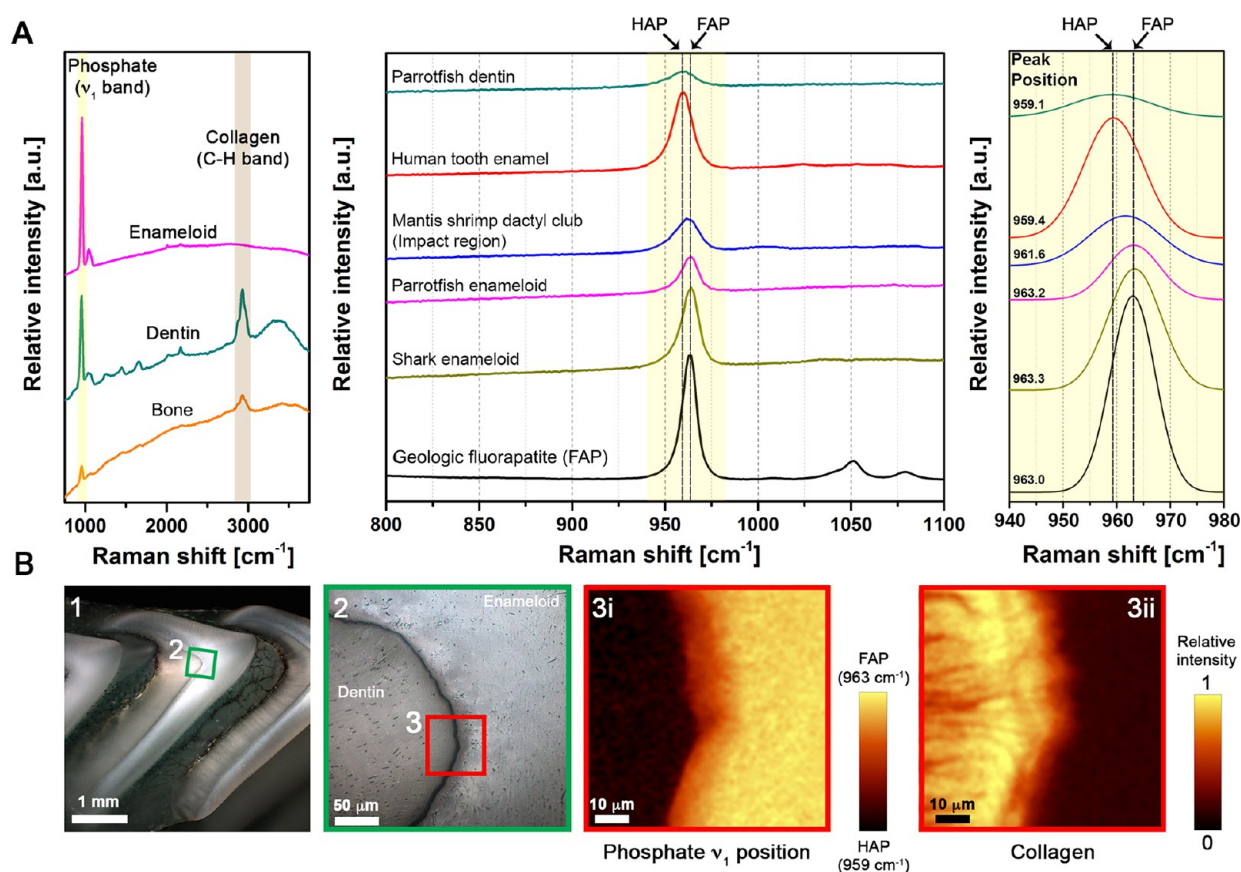 A
Phosphate
(ν₁ band)
Collagen
(C–H band)
Enameloid
Dentin
Bone
Relative intensity [a.u.]
1000
2000
3000
Raman shift [cm⁻¹]
HAP
FAP
Parrotfish dentin
Human tooth enamel
Mantis shrimp dactyl club
(Impact region)
Parrotfish enameloid
Shark enameloid
Geologic fluorapatite (FAP)
Relative intensity [a.u.]
800
850
900
950
1000
1050
1100
Raman shift [cm⁻¹]
HAP
FAP
Peak
Position
959.1
959.4
961.6
963.2
963.3
963.0
Relative intensity [a.u.]
940
950
960
970
980
Raman shift [cm⁻¹]
B
1
2
1 mm
2
Enameloid
Dentin
3
50 μm
3i
10 μm
Phosphate ν₁ position
FAP
(963 cm⁻¹)
HAP
(959 cm⁻¹)
3ii
10 μm
Collagen
Relative
intensity
1
0